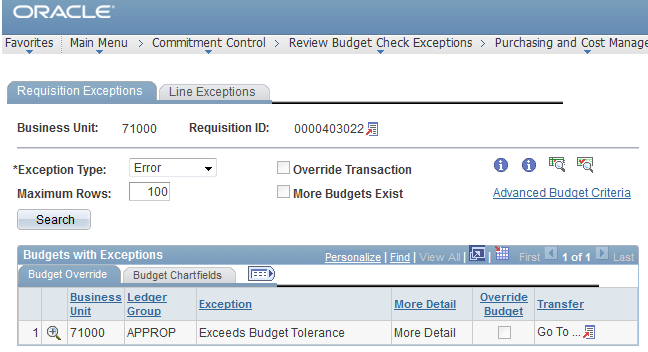 ORACLE
Favorites Main Menu > Commitment Control > Review Budget Check Exceptions > Purchasing and Cost Manage
Requisition Exceptions Line Exceptions
Business Unit: 71000 Requisition ID: 0000403022
*Exception Type: Error Override Transaction
Maximum Rows: 100 More Budgets Exist Advanced Budget Criteria
Search
Budgets with Exceptions Personalize | Find | View All | First 1 of 1 Last
Budget Override Budget Chartfields
Business Unit Ledger Group Exception More Detail Override Budget Transfer
1 71000 APPROP Exceeds Budget Tolerance More Detail Go To ...